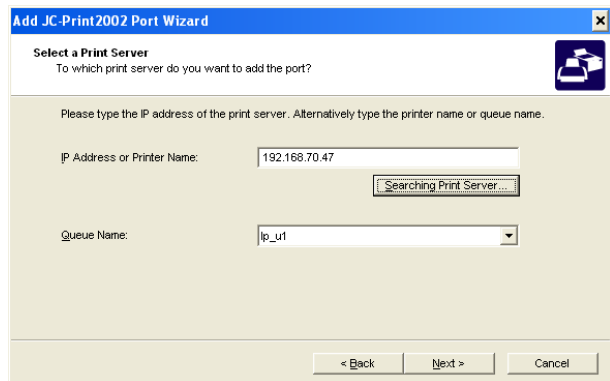 Add JC-Print2002 Port Wizard
Select a Print Server
To which print server do you want to add the port?
Please type the IP address of the print server. Alternatively type the printer name or queue name.
IP Address or Printer Name: 192.168.70.47
Searching Print Server...
Queue Name: lp_u1
< Back Next > Cancel